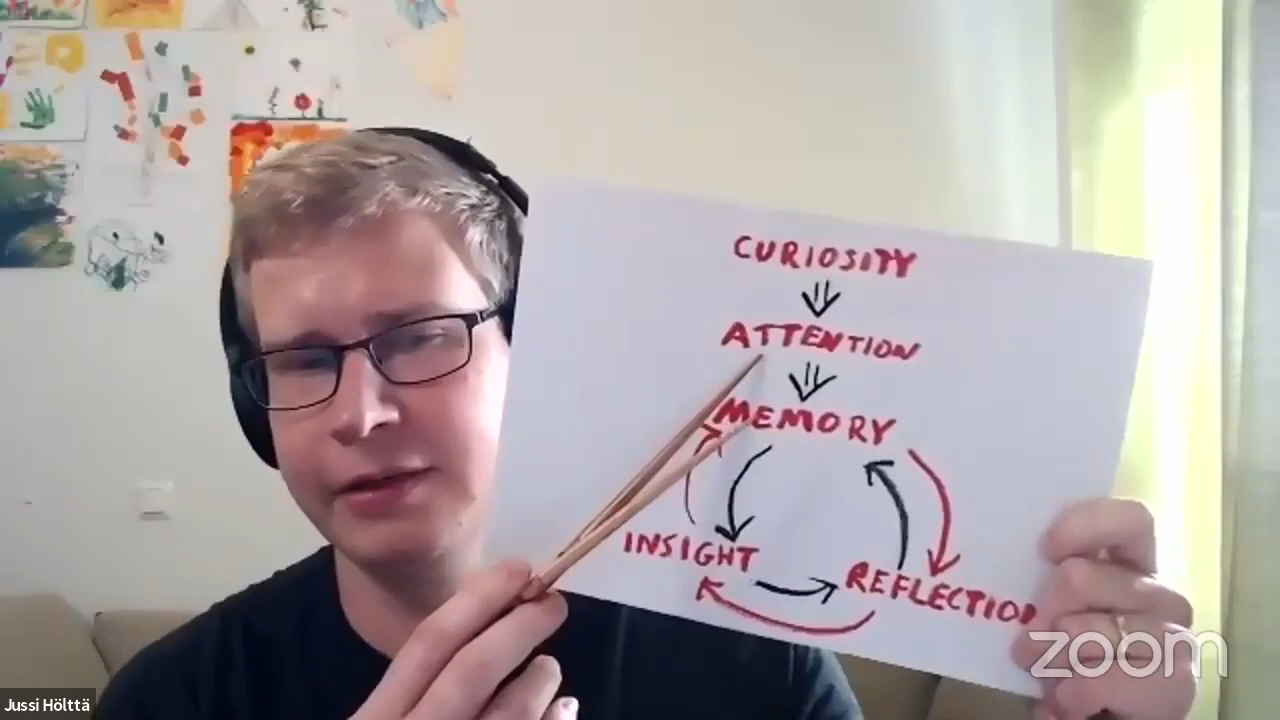 CURIOSITY
ATTENTION
MEMORY
INSIGHT
REFLECTION
zoom
Jussi Hölttä